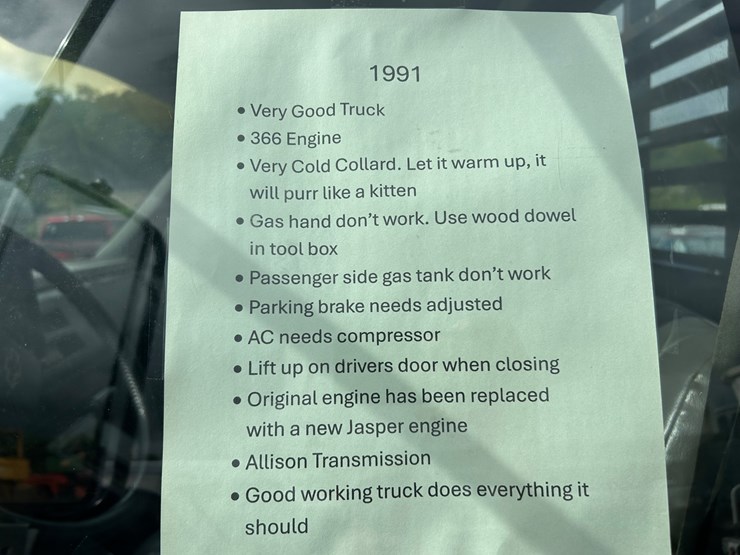 1991
• Very Good Truck
• 366 Engine
• Very Cold Collard. Let it warm up, it
will purr like a kitten
• Gas hand don't work. Use wood dowel
in tool box
• Passenger side gas tank don't work
• Parking brake needs adjusted
• AC needs compressor
• Lift up on drivers door when closing
• Original engine has been replaced
with a new Jasper engine
• Allison Transmission
• Good working truck does everything it
should